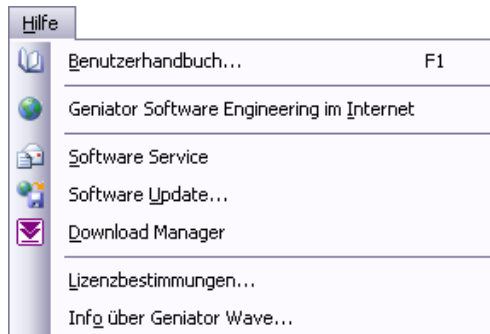 Hilfe
Benutzerhandbuch... F1
Geniator Software Engineering im Internet
Software Service
Software Update...
Download Manager
Lizenzbestimmungen...
Info über Geniator Wave...